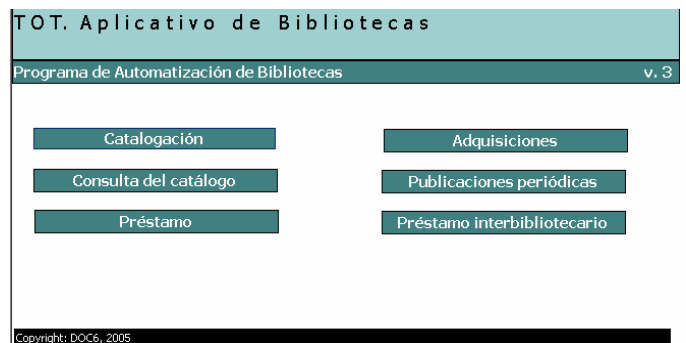 TOT. Aplicativo de Bibliotecas
Programa de Automatización de Bibliotecas v. 3
Catalogación Adquisiciones
Consulta del catálogo Publicaciones periódicas
Préstamo Préstamo interbibliotecario
Copyright: DOC6, 2005